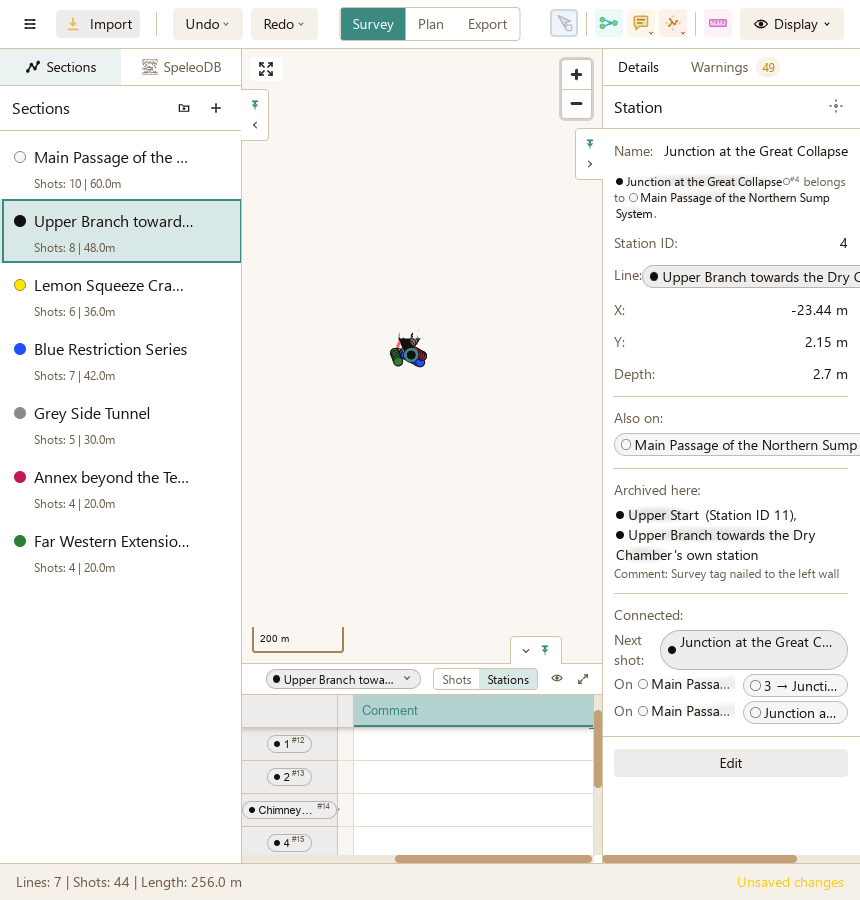 Import
Undo
Redo
Survey
Plan
Export
Display
Sections
SpeleoDB
Sections
Main Passage of the ...
Shots: 10 | 60.0m
Upper Branch toward...
Shots: 8 | 48.0m
Lemon Squeeze Cra...
Shots: 6 | 36.0m
Blue Restriction Series
Shots: 7 | 42.0m
Grey Side Tunnel
Shots: 5 | 30.0m
Annex beyond the Te...
Shots: 4 | 20.0m
Far Western Extensio...
Shots: 4 | 20.0m
200 m
Upper Branch towa...
Shots
Stations
Comment
1 #12
2 #13
Chimney... #14
4 #15
Details
Warnings 49
Station
Name: Junction at the Great Collapse
Junction at the Great Collapse #4 belongs
to Main Passage of the Northern Sump
System.
Station ID: 4
Line: Upper Branch towards the Dry C
X: -23.44 m
Y: 2.15 m
Depth: 2.7 m
Also on:
Main Passage of the Northern Sump
Archived here:
Upper Start (Station ID 11),
Upper Branch towards the Dry
Chamber's own station
Comment: Survey tag nailed to the left wall
Connected:
Next shot: Junction at the Great C...
On Main Passa... 3 → Juncti...
On Main Passa... Junction a...
Edit
Lines: 7 | Shots: 44 | Length: 256.0 m
Unsaved changes